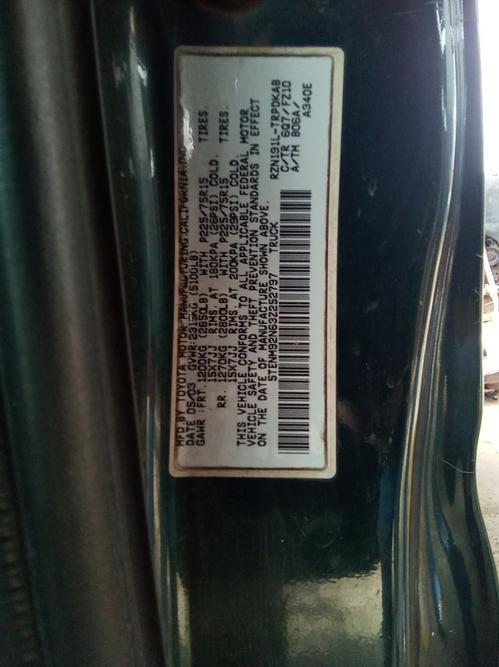 MFD BY TOYOTA MOTOR MANUFACTURING CALIFORNIA, INC
DATE 05/03 GVWR 2315KG (5100LB)
GAWR :FRT. 1200KG (2650LB) WITH P225/75R15 TIRES.
15X7JJ RIMS. AT 180KPA (26PSI) COLD.
RR. 1270KG (2800LB) WITH P225/75R15 TIRES.
15X7JJ RIMS. AT 200KPA (29PSI) COLD.
THIS VEHICLE CONFORMS TO ALL APPLICABLE FEDERAL MOTOR
VEHICLE SAFETY AND THEFT PREVENTION STANDARDS IN EFFECT
ON THE DATE OF MANUFACTURE SHOWN ABOVE.
5TENM92N63Z252797 TRUCK
RZN191L-TRPDKAB
C/TR 6Q7/FZ10
A/TM B06A/
A340E